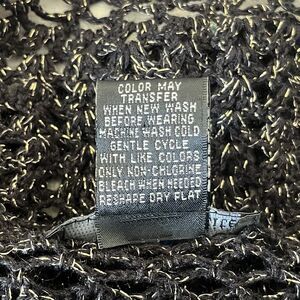 COLOR MAY
TRANSFER
WHEN NEW WASH
BEFORE WEARING
MACHINE WASH COLD
GENTLE CYCLE
WITH LIKE COLORS
ONLY NON-CHLORINE
BLEACH WHEN NEEDED
RESHAPE DRY FLAT